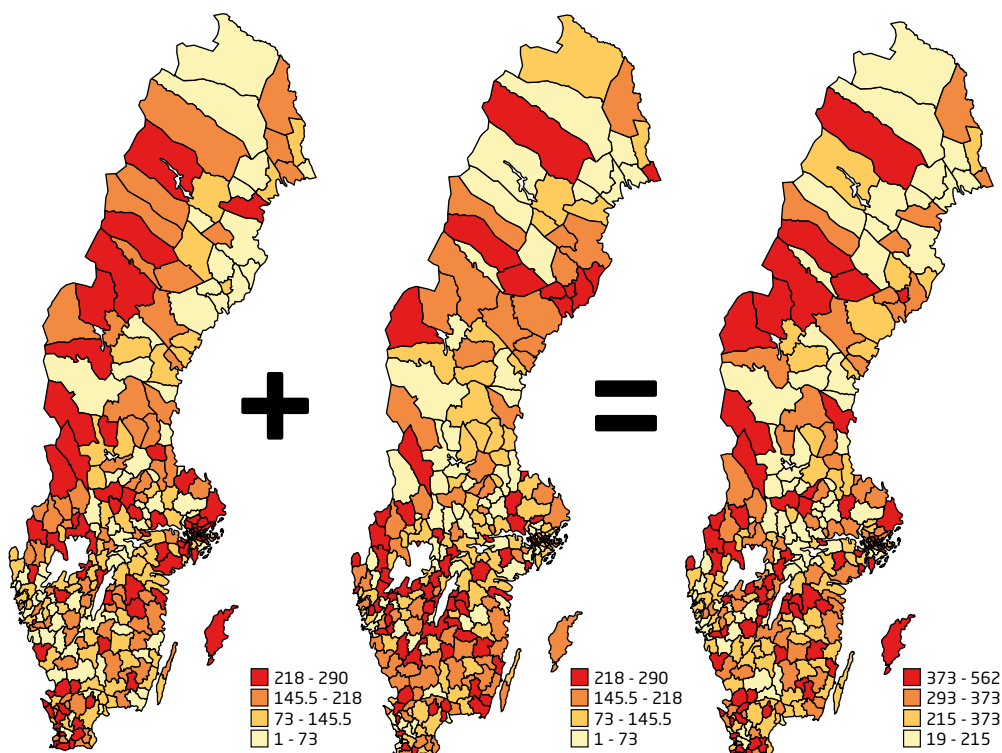 +
=
218 - 290
145.5 - 218
73 - 145.5
1 - 73
218 - 290
145.5 - 218
73 - 145.5
1 - 73
373 - 562
293 - 373
215 - 373
19 - 215